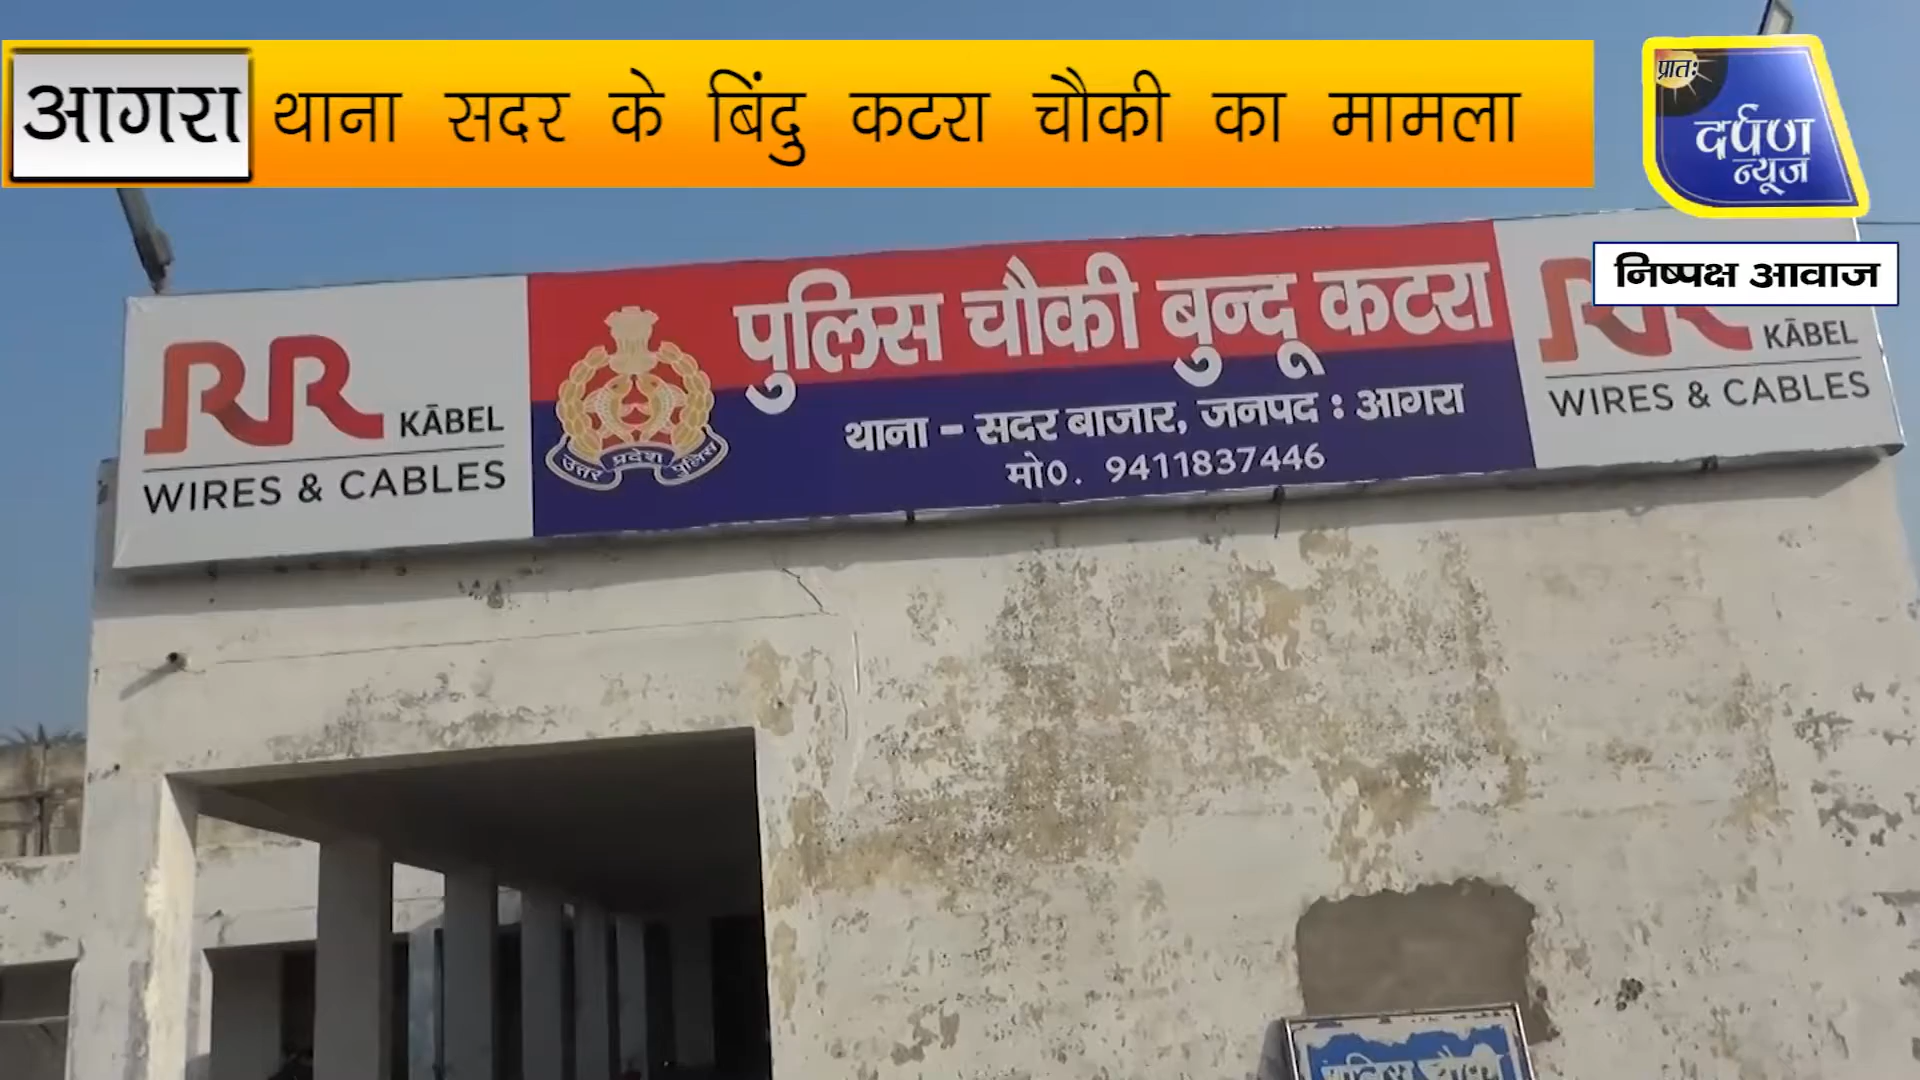 आगरा थाना सदर के बिंदु कटरा चौकी का मामला
प्रातः
दर्पण
न्यूज
निष्पक्ष आवाज
RR KĀBEL
WIRES & CABLES
पुलिस चौकी बुन्दू कटरा
थाना - सदर बाजार, जनपद : आगरा
मो०. 9411837446
उत्तर प्रदेश पुलिस
RR KĀBEL
WIRES & CABLES
पुलिस चौकी